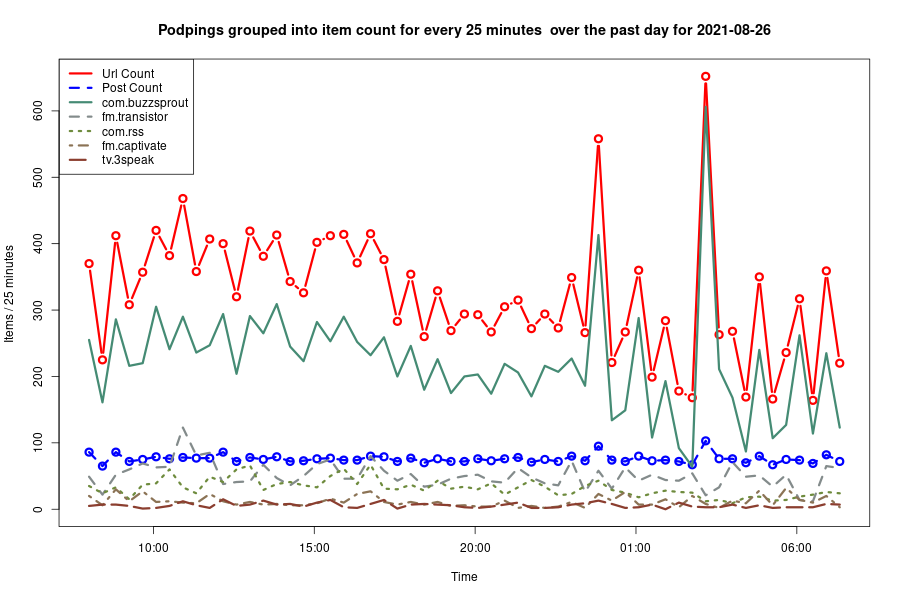 Podpings grouped into item count for every 25 minutes  over the past day for 2021-08-26
Url Count
Post Count
com.buzzsprout
fm.transistor
com.rss
fm.captivate
tv.3speak
Items / 25 minutes
600
500
400
300
200
100
0
10:00 15:00 20:00 01:00 06:00
Time